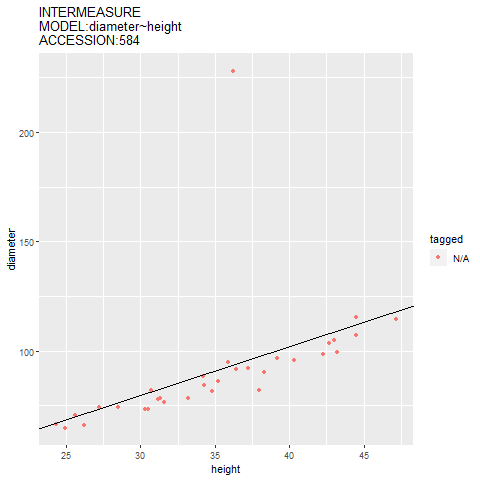 INTERMEASURE
MODEL:diameter~height
ACCESSION:584
200
150
100
diameter
25
30
35
40
45
height
tagged
N/A